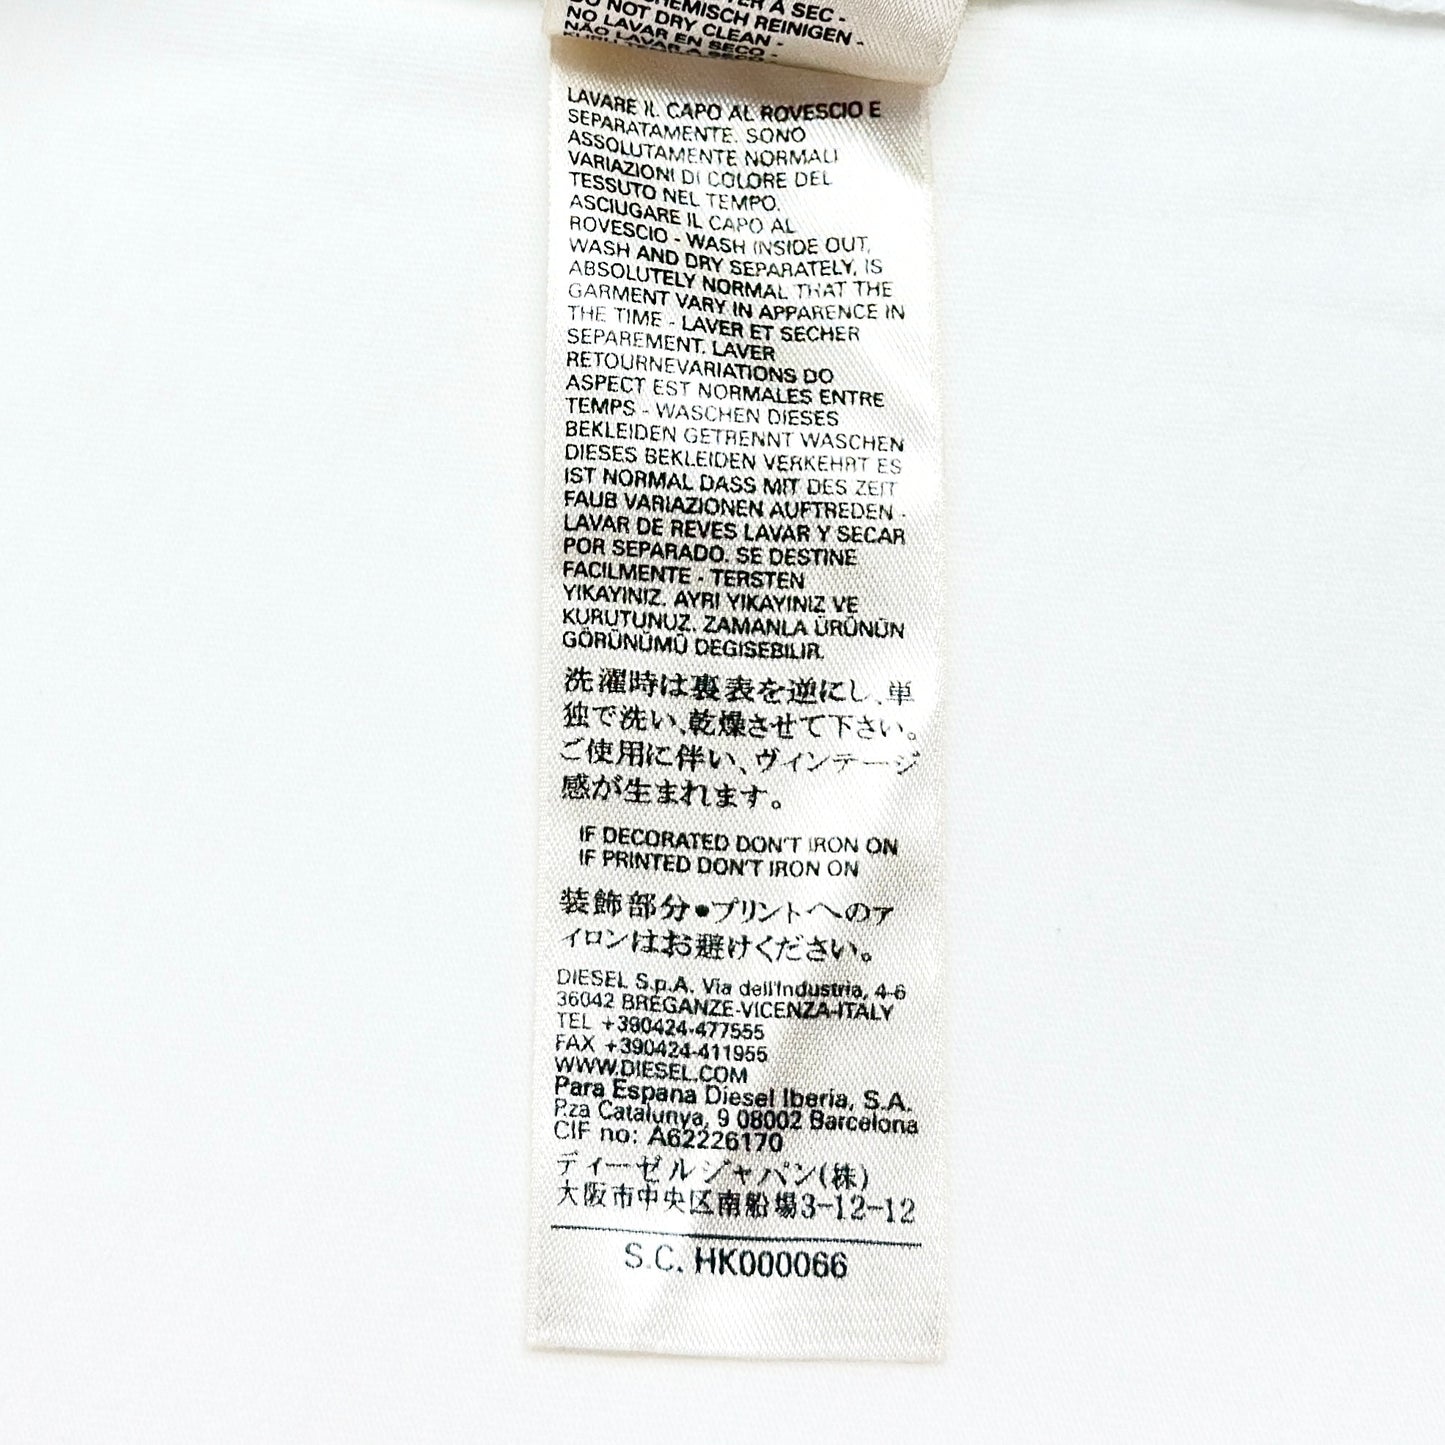 ER À SEC -
CHEMISCH REINIGEN -
DO NOT DRY CLEAN -
NO LAVAR EN SECO -
NÃO LAVAR A SECO -
LAVARE IL CAPO AL ROVESCIO E
SEPARATAMENTE. SONO
ASSOLUTAMENTE NORMALI
VARIAZIONI DI COLORE DEL
TESSUTO NEL TEMPO.
ASCIUGARE IL CAPO AL
ROVESCIO - WASH INSIDE OUT,
WASH AND DRY SEPARATELY, IS
ABSOLUTELY NORMAL THAT THE
GARMENT VARY IN APPARENCE IN
THE TIME - LAVER ET SECHER
SEPAREMENT. LAVER
RETOURNEVARIATIONS DO
ASPECT EST NORMALES ENTRE
TEMPS - WASCHEN DIESES
BEKLEIDEN GETRENNT WASCHEN
DIESES BEKLEIDEN VERKEHRT ES
IST NORMAL DASS MIT DES ZEIT
FAUB VARIAZIONEN AUFTREDEN -
LAVAR DE REVES LAVAR Y SECAR
POR SEPARADO. SE DESTINE
FACILMENTE - TERSTEN
YIKAYINIZ. AYRI YIKAYINIZ VE
KURUTUNUZ. ZAMANLA ÜRÜNÜN
GÖRÜNÜMÜ DEGISEBILIR.
洗濯時は裏表を逆にし、単
独で洗い、乾燥させて下さい。
ご使用に伴い、ヴィンテージ
感が生まれます。
IF DECORATED DON'T IRON ON
IF PRINTED DON'T IRON ON
装飾部分●プリントへのア
イロンはお避けください。
DIESEL S.p.A. Via dell'Industria, 4-6
36042 BREGANZE-VICENZA-ITALY
TEL +390424-477555
FAX +390424-411955
WWW.DIESEL.COM
Para Espana Diesel Iberia, S.A.
P.za Catalunya, 9 08002 Barcelona
CIF no: A62226170
ディーゼルジャパン(株)
大阪市中央区南船場3-12-12
S.C. HK000066